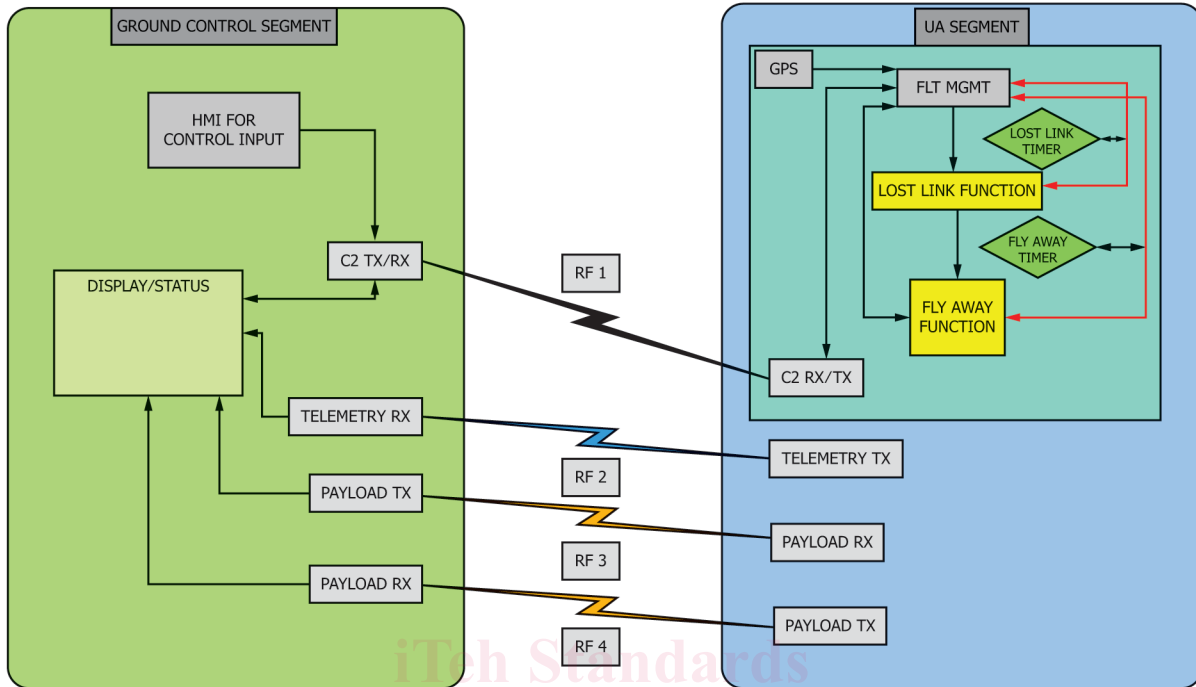 GROUND CONTROL SEGMENT
HMI FOR
CONTROL INPUT
C2 TX/RX
DISPLAY/STATUS
TELEMETRY RX
PAYLOAD TX
PAYLOAD RX
RF 1
RF 2
RF 3
RF 4
UA SEGMENT
GPS
FLT MGMT
LOST LINK
TIMER
LOST LINK FUNCTION
FLY AWAY
TIMER
FLY AWAY
FUNCTION
C2 RX/TX
TELEMETRY TX
PAYLOAD RX
PAYLOAD TX
iTeh Standards